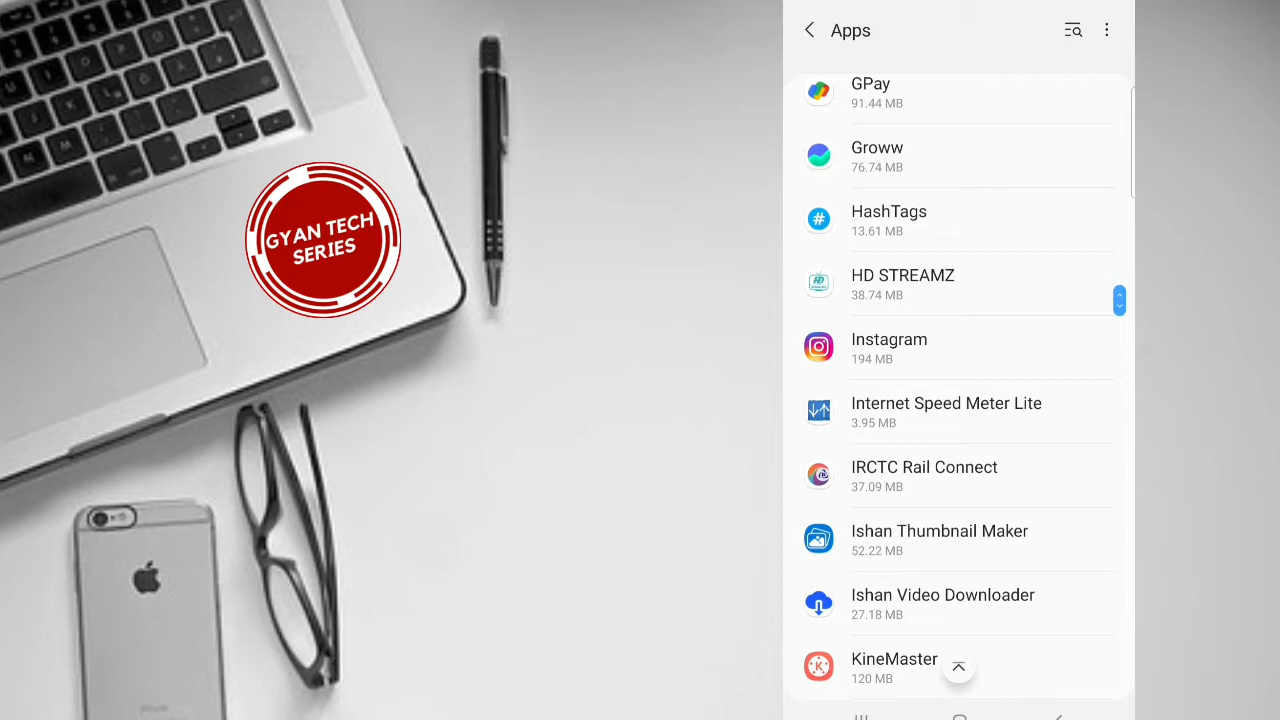 GYAN TECH
SERIES
Apps
GPay
91.44 MB
Groww
76.74 MB
#
HashTags
13.61 MB
HD
HD STREAMZ
38.74 MB
Instagram
194 MB
Internet Speed Meter Lite
3.95 MB
IRCTC Rail Connect
37.09 MB
Ishan Thumbnail Maker
52.22 MB
Ishan Video Downloader
27.18 MB
K
KineMaster
120 MB